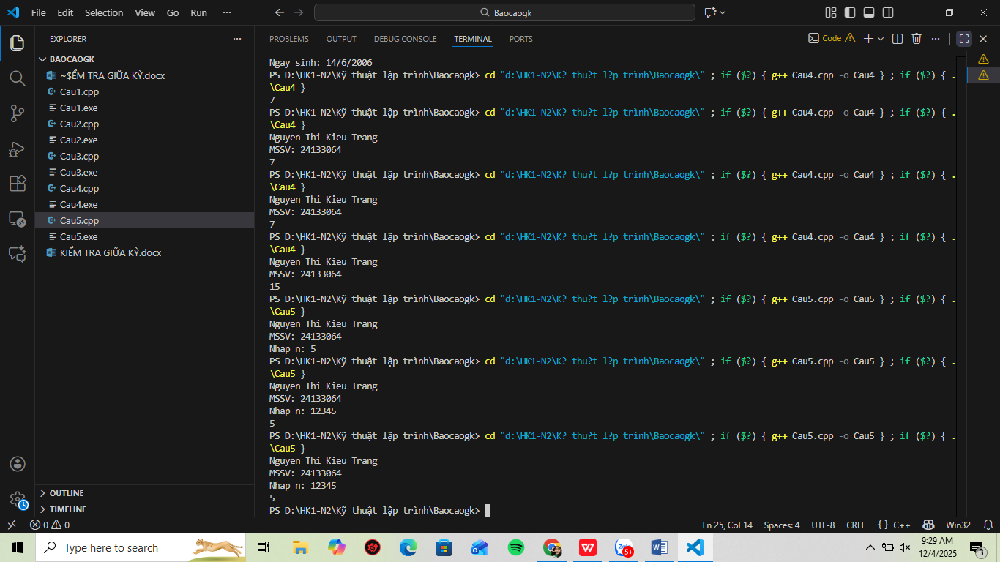 File Edit Selection View Go Run ··· Baocaogk
EXPLORER ···
BAOCAOGK
~$ỂM TRA GIỮA KỲ.docx
Cau1.cpp
Cau1.exe
Cau2.cpp
Cau2.exe
Cau3.cpp
Cau3.exe
Cau4.cpp
Cau4.exe
Cau5.cpp
Cau5.exe
KIỂM TRA GIỮA KỲ.docx
OUTLINE
TIMELINE
PROBLEMS OUTPUT DEBUG CONSOLE TERMINAL PORTS Code
Ngay sinh: 14/6/2006
PS D:\HK1-N2\Kỹ thuật lập trình\Baocaogk> cd "d:\HK1-N2\K? thu?t l?p trình\Baocaogk\" ; if ($?) { g++ Cau4.cpp -o Cau4 } ; if ($?) { .
\Cau4 }
7
PS D:\HK1-N2\Kỹ thuật lập trình\Baocaogk> cd "d:\HK1-N2\K? thu?t l?p trình\Baocaogk\" ; if ($?) { g++ Cau4.cpp -o Cau4 } ; if ($?) { .
\Cau4 }
Nguyen Thi Kieu Trang
MSSV: 24133064
7
PS D:\HK1-N2\Kỹ thuật lập trình\Baocaogk> cd "d:\HK1-N2\K? thu?t l?p trình\Baocaogk\" ; if ($?) { g++ Cau4.cpp -o Cau4 } ; if ($?) { .
\Cau4 }
Nguyen Thi Kieu Trang
MSSV: 24133064
7
PS D:\HK1-N2\Kỹ thuật lập trình\Baocaogk> cd "d:\HK1-N2\K? thu?t l?p trình\Baocaogk\" ; if ($?) { g++ Cau4.cpp -o Cau4 } ; if ($?) { .
\Cau4 }
Nguyen Thi Kieu Trang
MSSV: 24133064
15
PS D:\HK1-N2\Kỹ thuật lập trình\Baocaogk> cd "d:\HK1-N2\K? thu?t l?p trình\Baocaogk\" ; if ($?) { g++ Cau5.cpp -o Cau5 } ; if ($?) { .
\Cau5 }
Nguyen Thi Kieu Trang
MSSV: 24133064
Nhap n: 5
PS D:\HK1-N2\Kỹ thuật lập trình\Baocaogk> cd "d:\HK1-N2\K? thu?t l?p trình\Baocaogk\" ; if ($?) { g++ Cau5.cpp -o Cau5 } ; if ($?) { .
\Cau5 }
Nguyen Thi Kieu Trang
MSSV: 24133064
Nhap n: 12345
5
PS D:\HK1-N2\Kỹ thuật lập trình\Baocaogk> cd "d:\HK1-N2\K? thu?t l?p trình\Baocaogk\" ; if ($?) { g++ Cau5.cpp -o Cau5 } ; if ($?) { .
\Cau5 }
Nguyen Thi Kieu Trang
MSSV: 24133064
Nhap n: 12345
5
PS D:\HK1-N2\Kỹ thuật lập trình\Baocaogk>
0 0 Ln 25, Col 14 Spaces: 4 UTF-8 CRLF { } C++ Win32
Type here to search
Zalo 5+
9:29 AM
12/4/2025
3